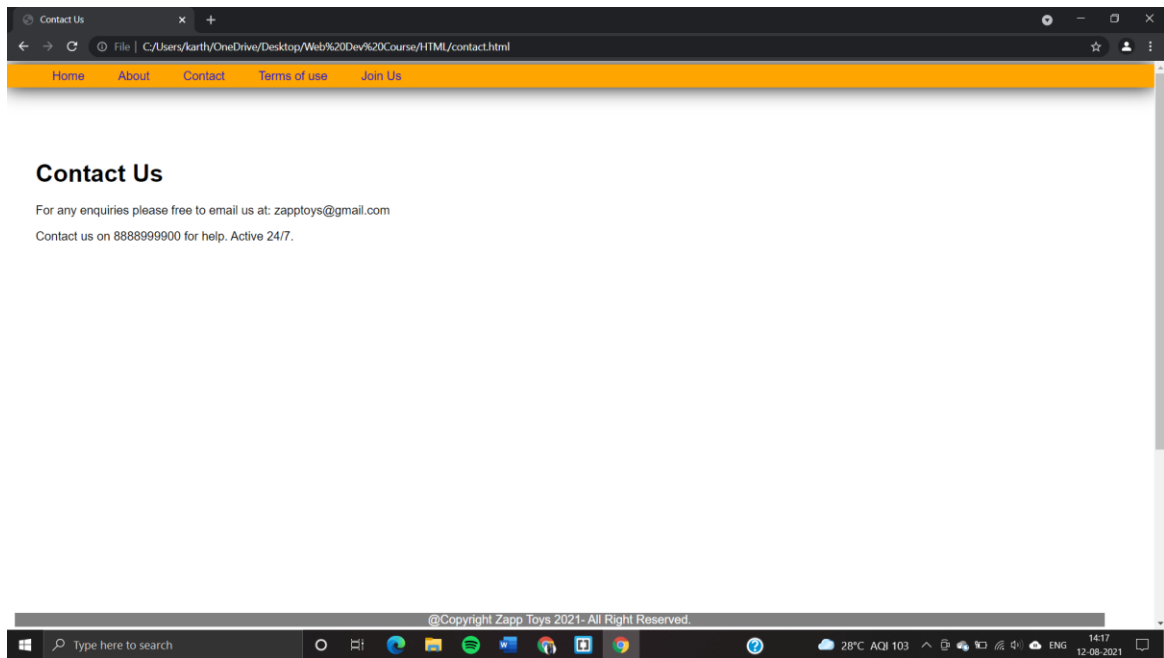 Contact Us
File | C:/Users/karth/OneDrive/Desktop/Web%20Dev%20Course/HTML/contact.html
Home About Contact Terms of use Join Us
Contact Us
For any enquiries please free to email us at: zapptoys@gmail.com
Contact us on 8888999900 for help. Active 24/7.
@Copyright Zapp Toys 2021- All Right Reserved.
Type here to search
28°C AQI 103
ENG
14:17
12-08-2021